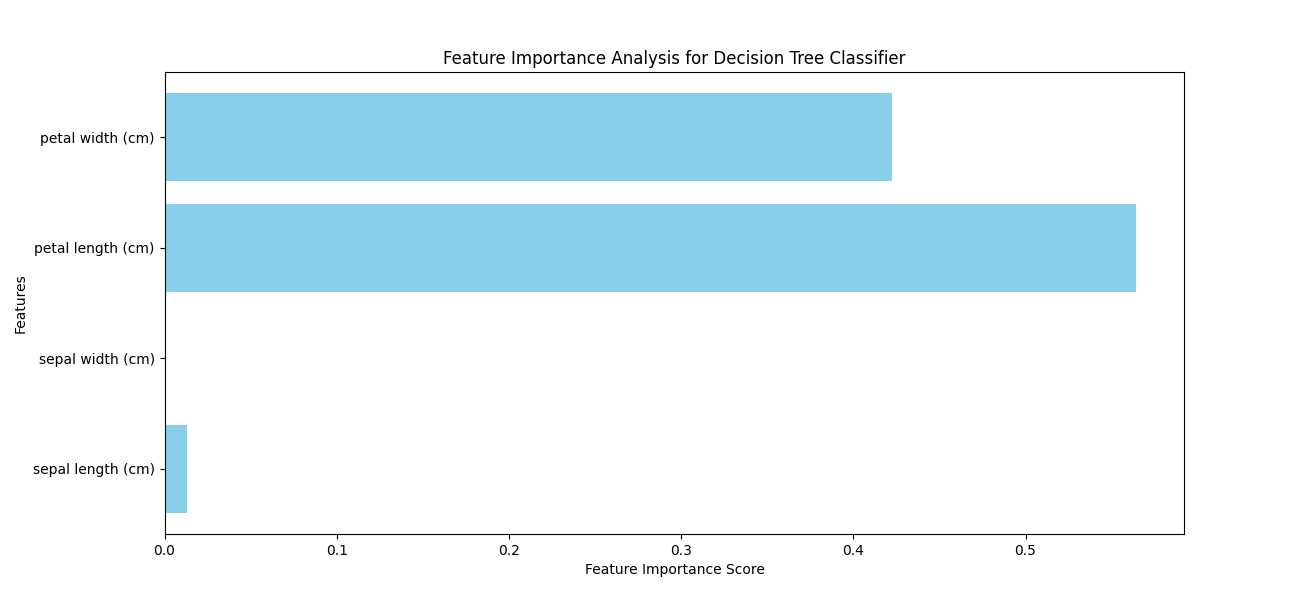 Feature Importance Analysis for Decision Tree Classifier
petal width (cm)
petal length (cm)
Features
sepal width (cm)
sepal length (cm)
0.0 0.1 0.2 0.3 0.4 0.5
Feature Importance Score